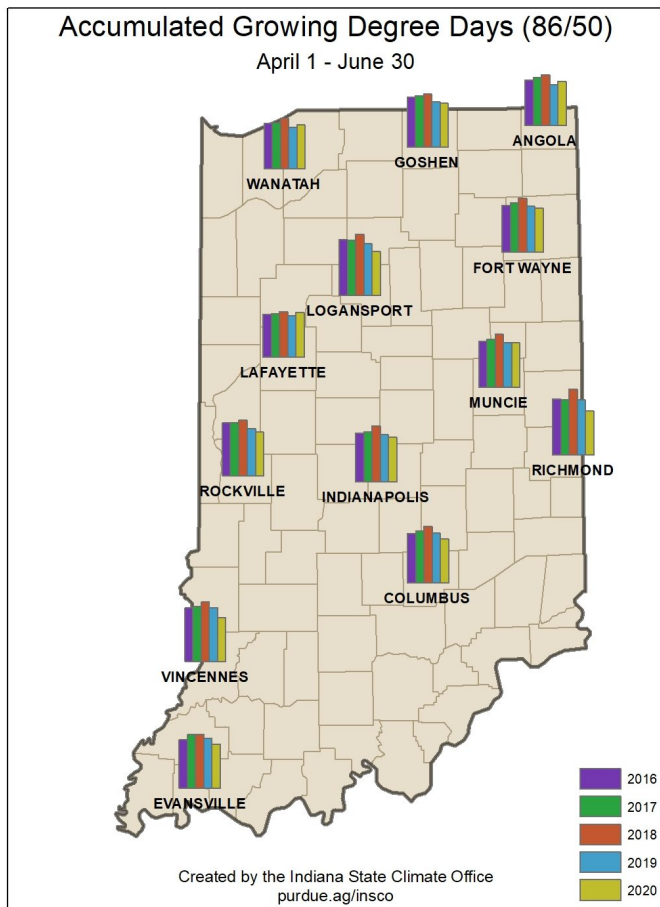 Accumulated Growing Degree Days (86/50)
April 1 - June 30
ANGOLA
GOSHEN
WANATAH
FORT WAYNE
LOGANSPORT
LAFAYETTE
MUNCIE
RICHMOND
ROCKVILLE
INDIANAPOLIS
COLUMBUS
VINCENNES
EVANSVILLE
2016
2017
2018
2019
2020
Created by the Indiana State Climate Office
purdue.ag/insco